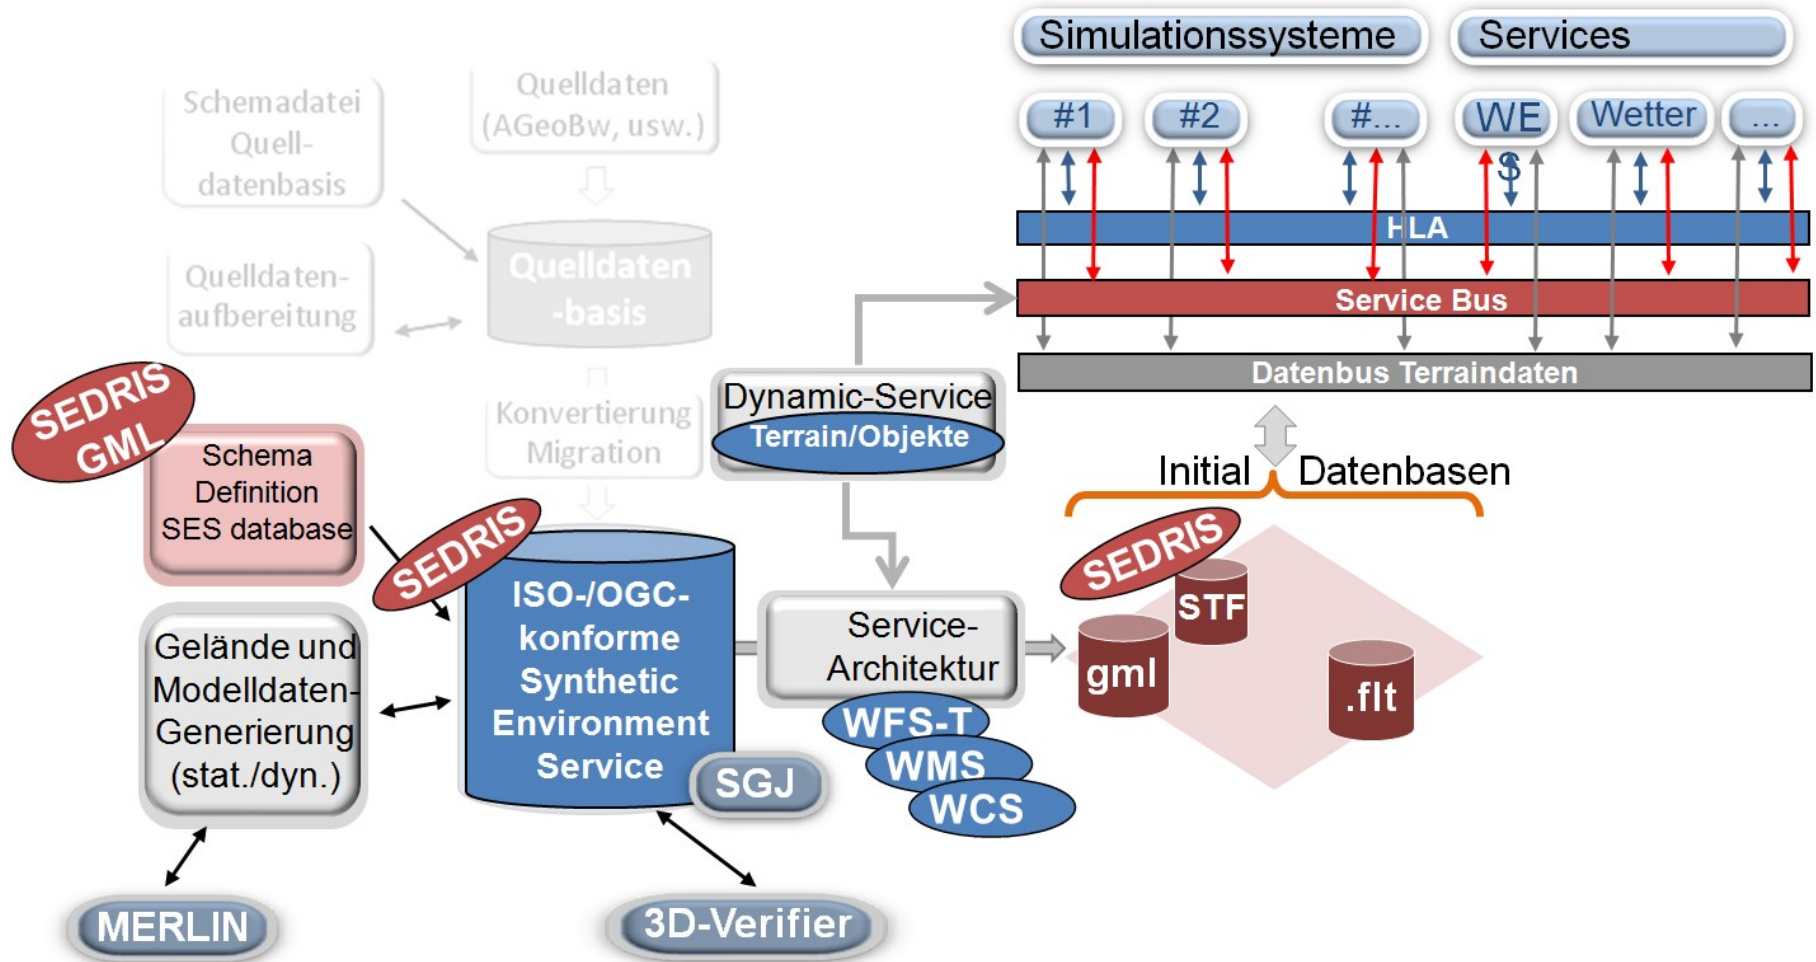 Simulationssysteme
Services
#1
#2
#...
WE
S
Wetter
...
HLA
Service Bus
Datenbus Terraindaten
Schemadatei
Quell-
datenbasis
Quelldaten
(AGeoBw, usw.)
Quelldaten-
aufbereitung
Quelldaten
-basis
Konvertierung
Migration
Dynamic-Service
Terrain/Objekte
Initial Datenbasen
SEDRIS
GML
Schema
Definition
SES database
SEDRIS
ISO-/OGC-
konforme
Synthetic
Environment
Service
SGJ
Gelände und
Modelldaten-
Generierung
(stat./dyn.)
Service-
Architektur
WFS-T
WMS
WCS
SEDRIS
STF
gml
.flt
MERLIN
3D-Verifier